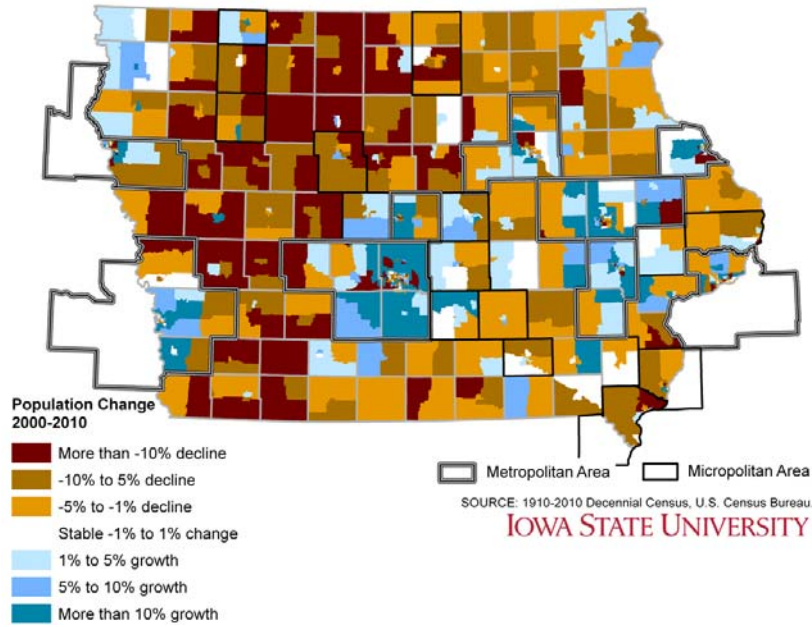 Population Change
2000-2010
More than -10% decline
-10% to 5% decline
-5% to -1% decline
Stable -1% to 1% change
1% to 5% growth
5% to 10% growth
More than 10% growth
Metropolitan Area
Micropolitan Area
SOURCE: 1910-2010 Decennial Census, U.S. Census Bureau.
IOWA STATE UNIVERSITY